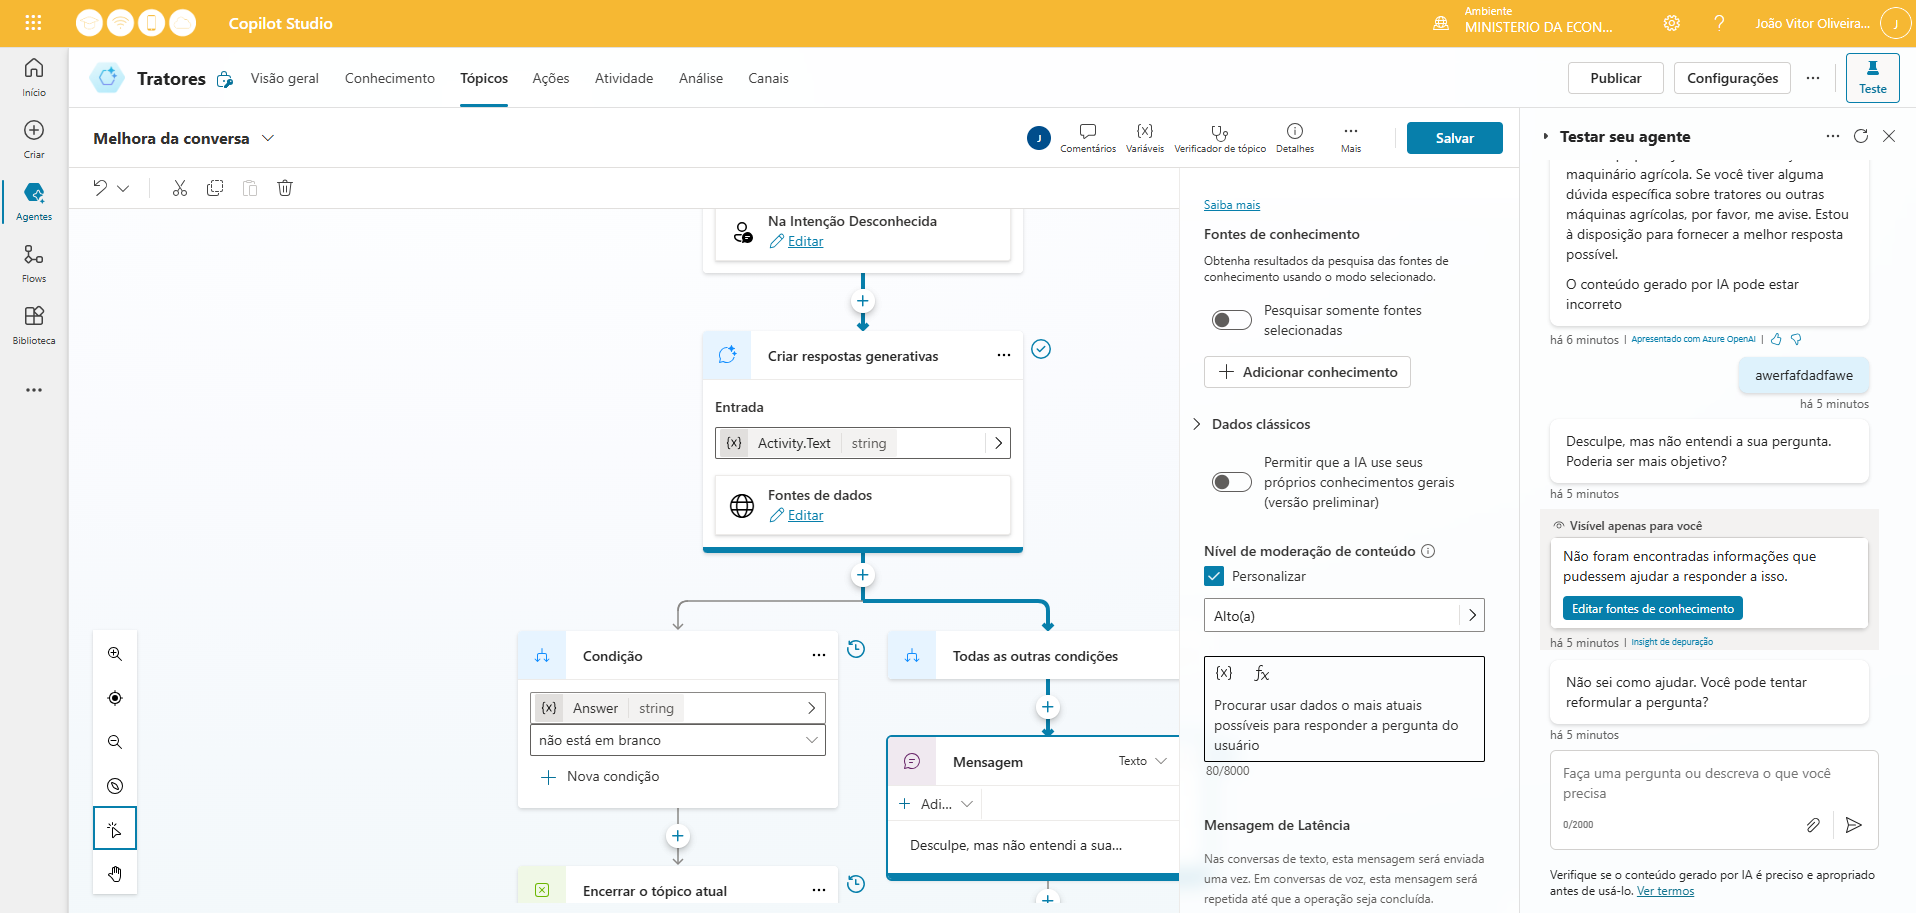 Copilot Studio
Ambiente
MINISTERIO DA ECON...
João Vitor Oliveira...
J
Início
Criar
Agentes
Flows
Biblioteca
Tratores
Visão geral
Conhecimento
Tópicos
Ações
Atividade
Análise
Canais
Publicar
Configurações
Teste
Melhora da conversa
J
Comentários
{x}
Variáveis
Verificador de tópico
Detalhes
Mais
Salvar
Na Intenção Desconhecida
Editar
Criar respostas generativas
Entrada
{x} Activity.Text string
Fontes de dados
Editar
Condição
{x} Answer string
não está em branco
Nova condição
Encerrar o tópico atual
Todas as outras condições
Mensagem
Texto
Adi...
Desculpe, mas não entendi a sua...
Saiba mais
Fontes de conhecimento
Obtenha resultados da pesquisa das fontes de
conhecimento usando o modo selecionado.
Pesquisar somente fontes
selecionadas
Adicionar conhecimento
Dados clássicos
Permitir que a IA use seus
próprios conhecimentos gerais
(versão preliminar)
Nível de moderação de conteúdo
Personalizar
Alto(a)
{x} fx
Procurar usar dados o mais atuais
possíveis para responder a pergunta do
usuário
80/8000
Mensagem de Latência
Nas conversas de texto, esta mensagem será enviada
uma vez. Em conversas de voz, esta mensagem será
repetida até que a operação seja concluída.
Testar seu agente
maquinário agrícola. Se você tiver alguma
dúvida específica sobre tratores ou outras
máquinas agrícolas, por favor, me avise. Estou
à disposição para fornecer a melhor resposta
possível.
O conteúdo gerado por IA pode estar
incorreto
há 6 minutos | Apresentado com Azure OpenAI |
awerfafdadfawe
há 5 minutos
Desculpe, mas não entendi a sua pergunta.
Poderia ser mais objetivo?
há 5 minutos
Visível apenas para você
Não foram encontradas informações que
pudessem ajudar a responder a isso.
Editar fontes de conhecimento
há 5 minutos | Insight de depuração
Não sei como ajudar. Você pode tentar
reformular a pergunta?
há 5 minutos
Faça uma pergunta ou descreva o que você
precisa
0/2000
Verifique se o conteúdo gerado por IA é preciso e apropriado
antes de usá-lo. Ver termos